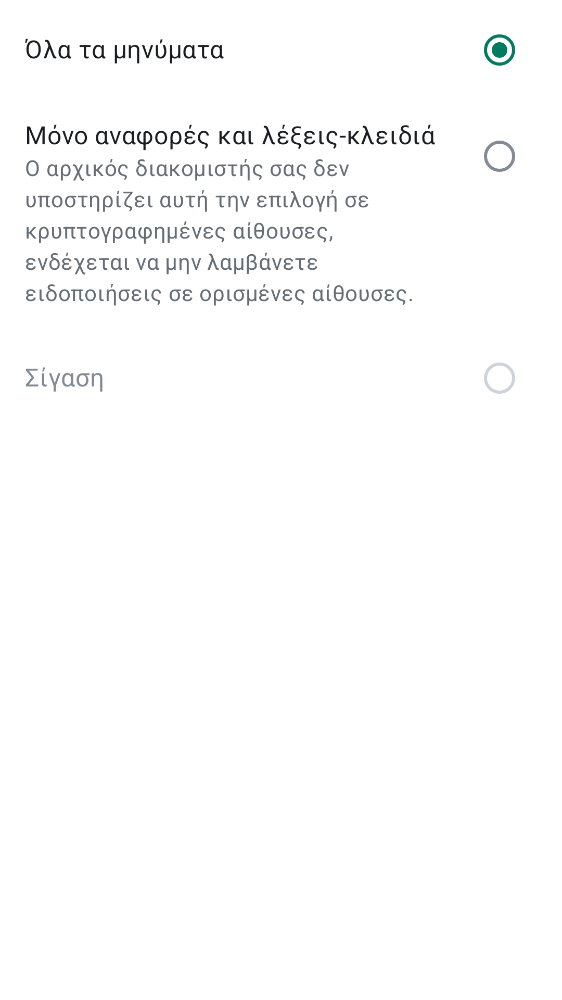 Όλα τα μηνύματα
Μόνο αναφορές και λέξεις-κλειδιά
Ο αρχικός διακομιστής σας δεν
υποστηρίζει αυτή την επιλογή σε
κρυπτογραφημένες αίθουσες,
ενδέχεται να μην λαμβάνετε
ειδοποιήσεις σε ορισμένες αίθουσες.
Σίγαση